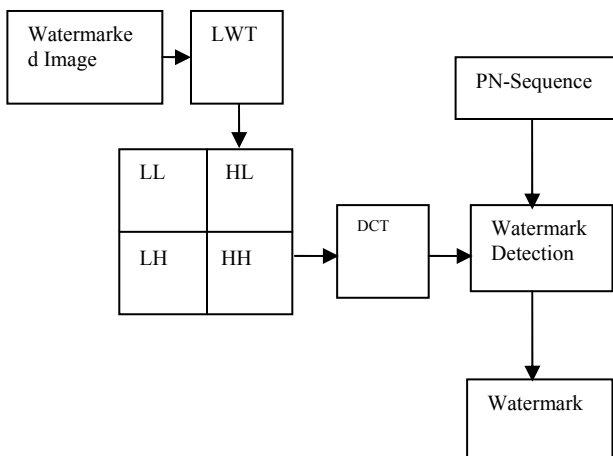 Watermarke
d Image
LWT
PN-Sequence
LL
HL
LH
HH
DCT
Watermark
Detection
Watermark